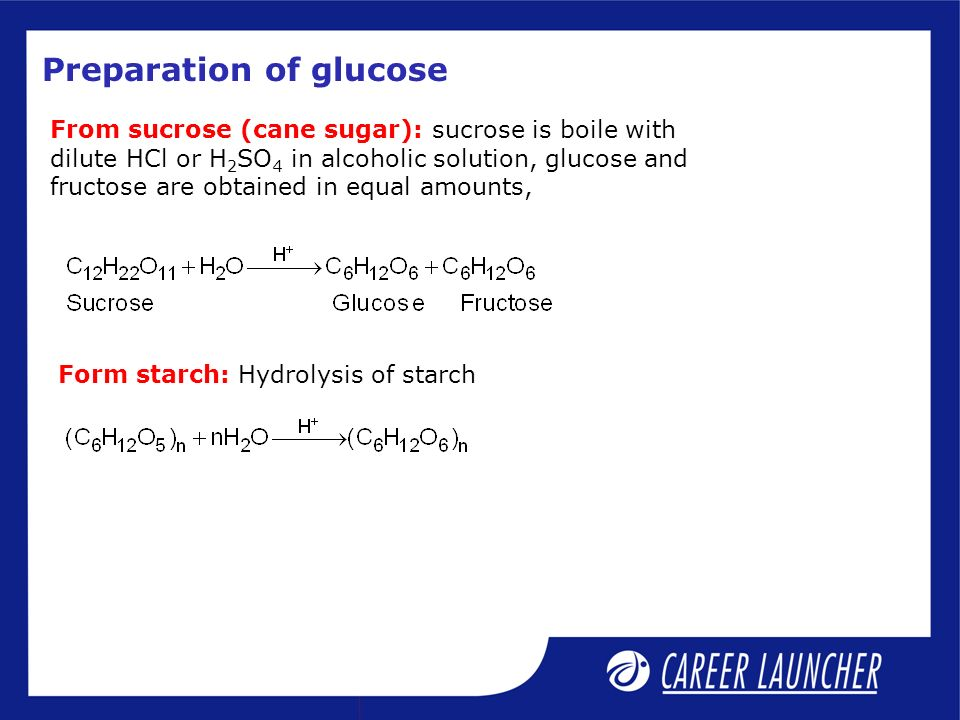 Preparation of glucose
From sucrose (cane sugar): sucrose is boile with
dilute HCl or H₂SO₄ in alcoholic solution, glucose and
fructose are obtained in equal amounts,
H⁺
C₁₂H₂₂O₁₁ + H₂O ⟶ C₆H₁₂O₆ + C₆H₁₂O₆
Sucrose Glucose Fructose
Form starch: Hydrolysis of starch
H⁺
(C₆H₁₂O₅)ₙ + nH₂O ⟶ (C₆H₁₂O₆)ₙ
CAREER LAUNCHER